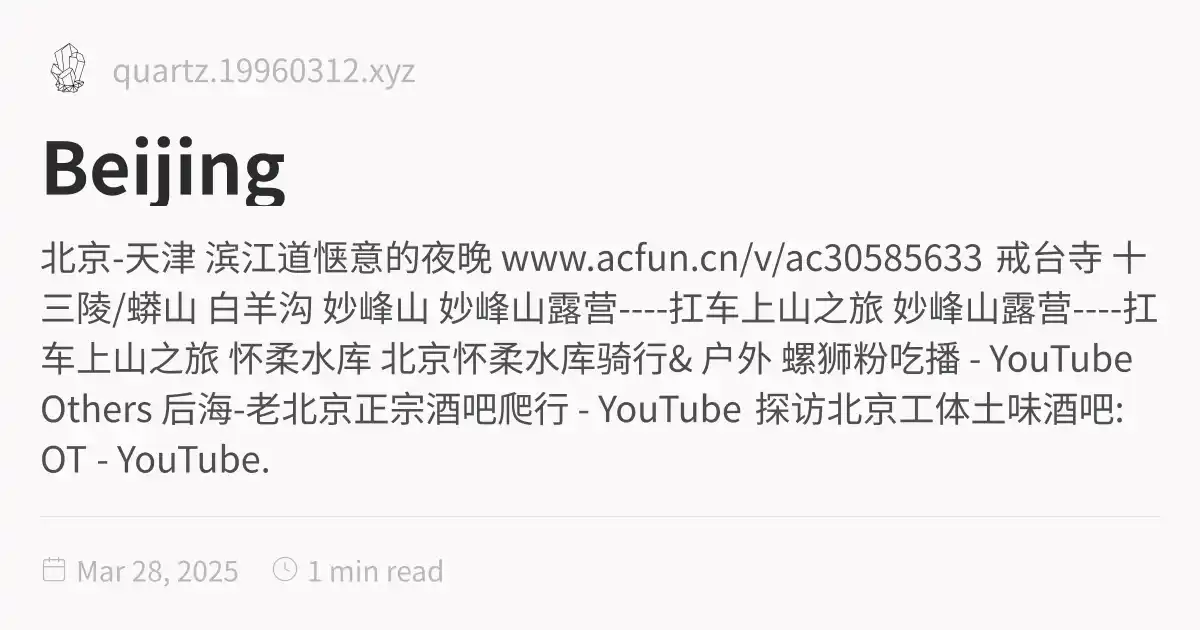 quartz.19960312.xyz
Beijing
北京-天津 滨江道惬意的夜晚 www.acfun.cn/v/ac30585633 戒台寺 十
三陵/蟒山 白羊沟 妙峰山 妙峰山露营----扛车上山之旅 妙峰山露营----扛
车上山之旅 怀柔水库 北京怀柔水库骑行& 户外 螺狮粉吃播 - YouTube
Others 后海-老北京正宗酒吧爬行 - YouTube 探访北京工体土味酒吧:
OT - YouTube.
Mar 28, 2025 1 min read